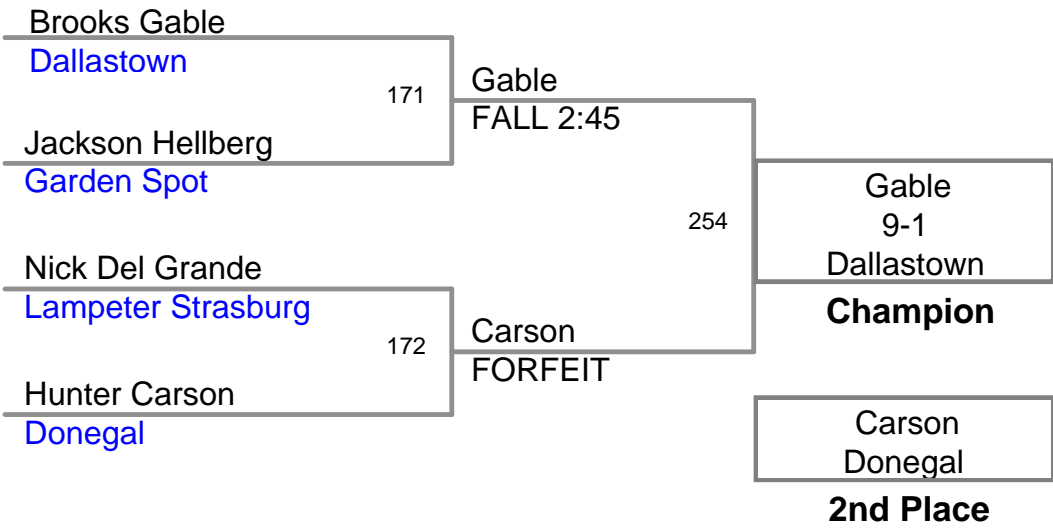 Brooks Gable
Dallastown
171
Jackson Hellberg
Garden Spot
Gable
FALL 2:45
Nick Del Grande
Lampeter Strasburg
172
Hunter Carson
Donegal
Carson
FORFEIT
254
Gable
9-1
Dallastown
Champion
Carson
Donegal
2nd Place